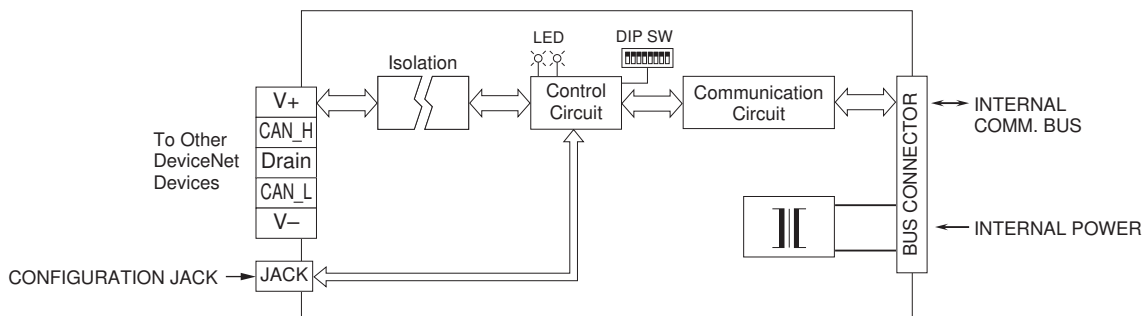 LED
DIP SW
Isolation
Control
Circuit
Communication
Circuit
V+
CAN_H
Drain
CAN_L
V–
To Other
DeviceNet
Devices
BUS CONNECTOR
INTERNAL
COMM. BUS
INTERNAL POWER
CONFIGURATION JACK
JACK